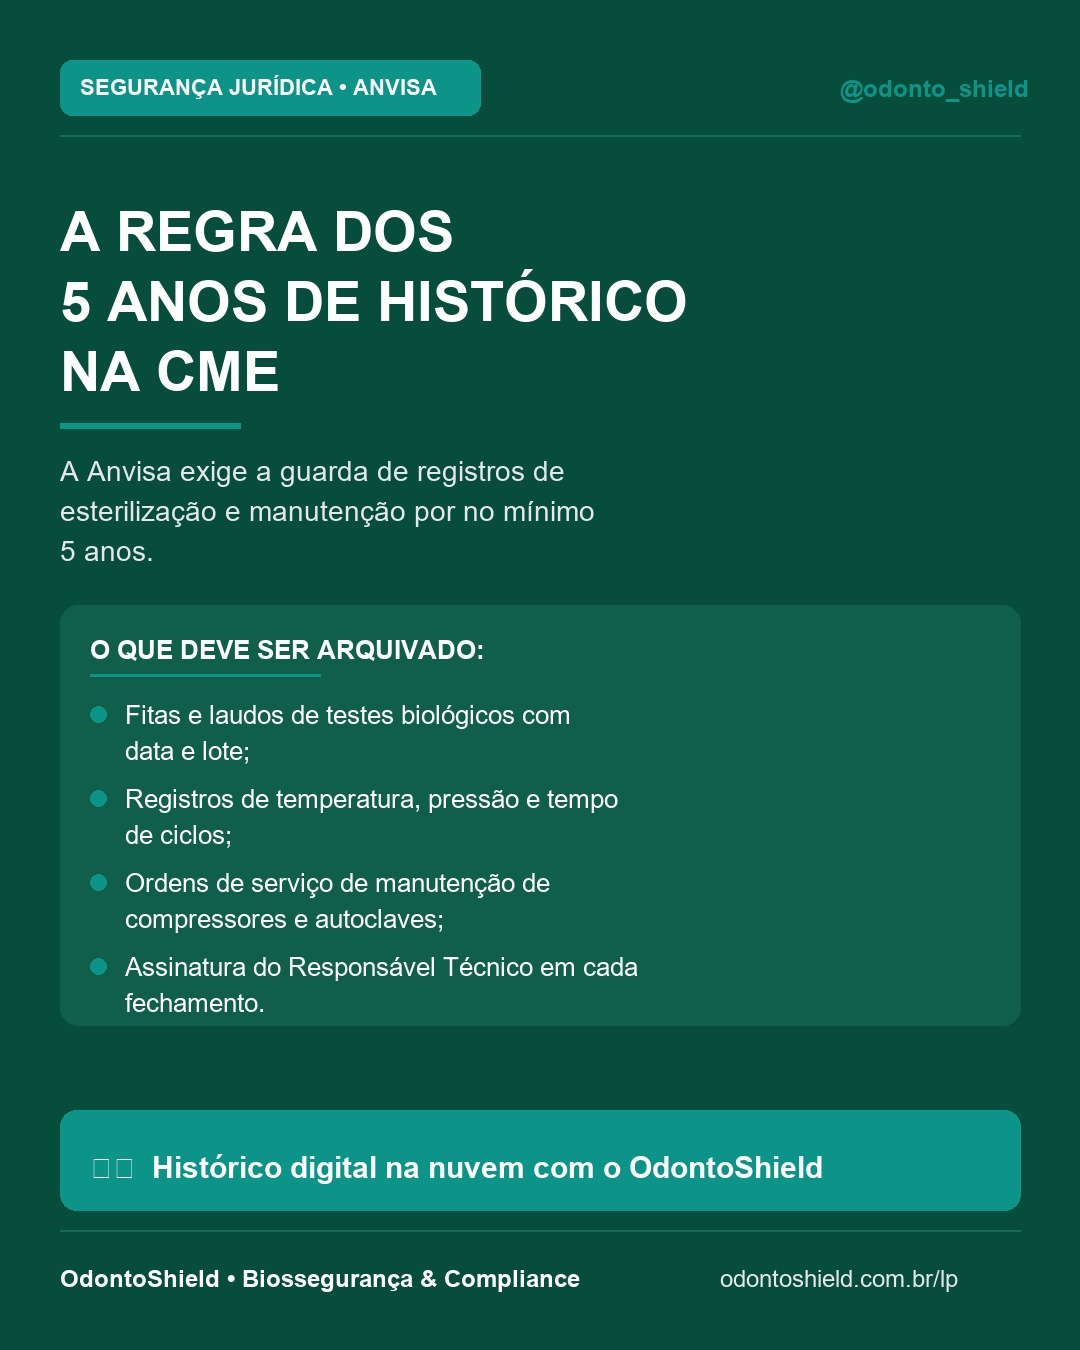 SEGURANÇA JURÍDICA • ANVISA
@odonto_shield
A REGRA DOS
5 ANOS DE HISTÓRICO
NA CME
A Anvisa exige a guarda de registros de
esterilização e manutenção por no mínimo
5 anos.
O QUE DEVE SER ARQUIVADO:
Fitas e laudos de testes biológicos com
data e lote;
Registros de temperatura, pressão e tempo
de ciclos;
Ordens de serviço de manutenção de
compressores e autoclaves;
Assinatura do Responsável Técnico em cada
fechamento.
Histórico digital na nuvem com o OdontoShield
OdontoShield • Biossegurança & Compliance
odontoshield.com.br/lp